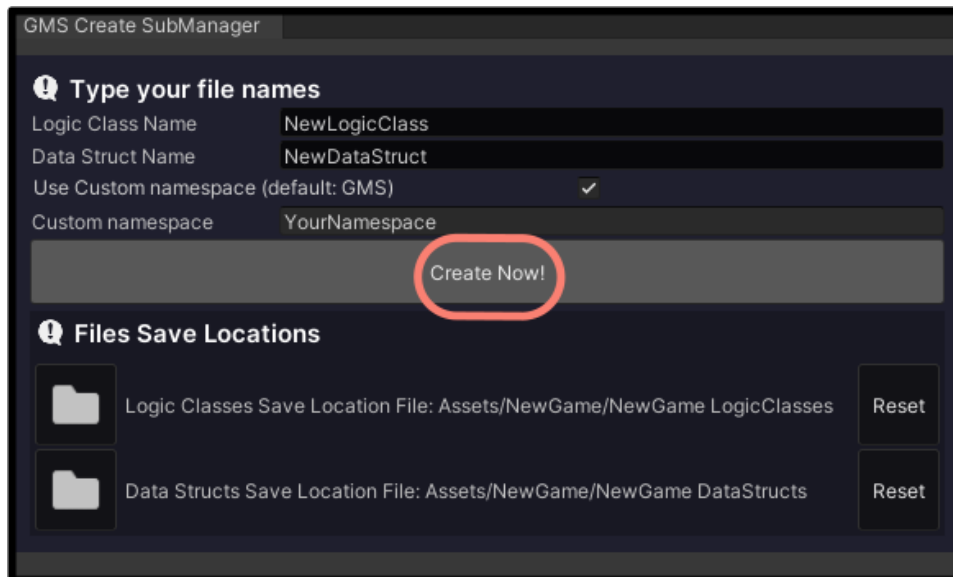 GMS Create SubManager
Type your file names
Logic Class Name NewLogicClass
Data Struct Name NewDataStruct
Use Custom namespace (default: GMS)
Custom namespace YourNamespace
Create Now!
Files Save Locations
Logic Classes Save Location File: Assets/NewGame/NewGame LogicClasses Reset
Data Structs Save Location File: Assets/NewGame/NewGame DataStructs Reset